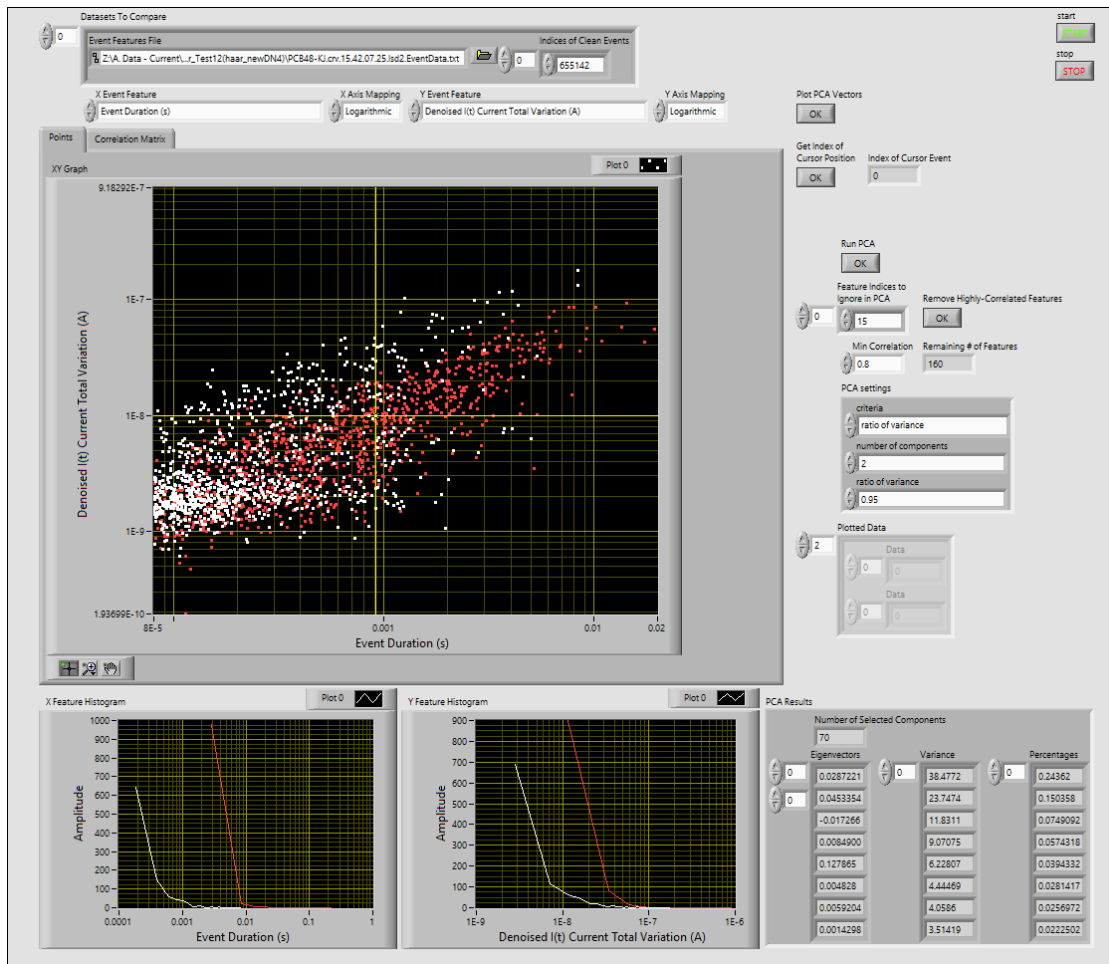 Datasets To Compare
0
Event Features File
Indices of Clean Events
Z:\A. Data - Current\...r_Test12(haar_newDN4)\PCB48-KJ.crv.15.42.07.25.lsd2.EventData.txt
0
655142
start
START
stop
STOP
X Event Feature
X Axis Mapping
Y Event Feature
Y Axis Mapping
Event Duration (s)
Logarithmic
Denoised I(t) Current Total Variation (A)
Logarithmic
Plot PCA Vectors
OK
Points
Correlation Matrix
Get Index of
Cursor Position
Index of Cursor Event
OK
0
XY Graph
Plot 0
9.18292E-7
1E-7
1E-8
1E-9
1.93699E-10
Denoised I(t) Current Total Variation (A)
8E-5
0.001
0.01
0.02
Event Duration (s)
Run PCA
OK
Feature Indices to
Ignore in PCA
Remove Highly-Correlated Features
0
15
OK
Min Correlation
Remaining # of Features
0.8
160
PCA settings
criteria
ratio of variance
number of components
2
ratio of variance
0.95
Plotted Data
2
Data
0
0
Data
0
0
X Feature Histogram
Plot 0
1000
900
800
700
600
500
400
300
200
100
0
Amplitude
0.0001
0.001
0.01
0.1
1
Event Duration (s)
Y Feature Histogram
Plot 0
900
800
700
600
500
400
300
200
100
0
Amplitude
1E-9
1E-8
1E-7
1E-6
Denoised I(t) Current Total Variation (A)
PCA Results
Number of Selected Components
70
Eigenvectors
Variance
Percentages
0
0.0287221
0
38.4772
0
0.24362
0
0.0453354
23.7474
0.150358
-0.017266
11.8311
0.0749092
0.0084900
9.07075
0.0574318
0.127865
6.22807
0.0394332
0.004828
4.44469
0.0281417
0.0059204
4.0586
0.0256972
0.0014298
3.51419
0.0222502